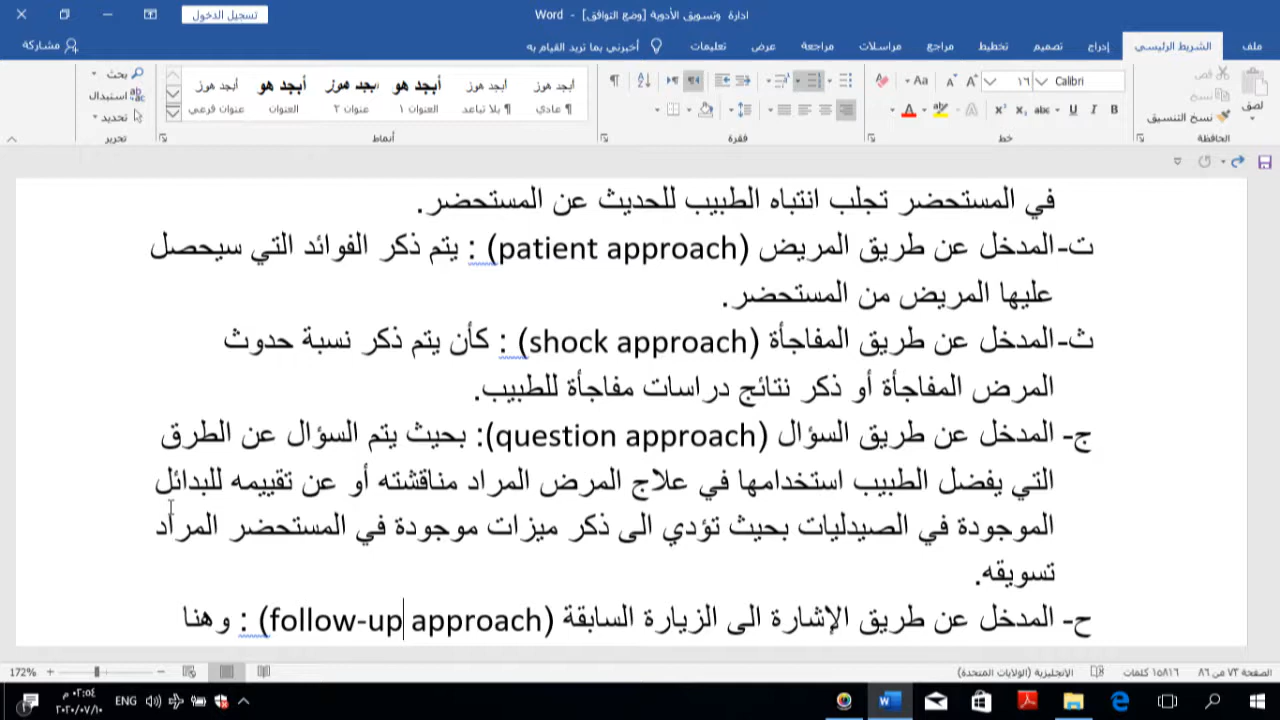 ادارة وتسويق الأدوية [وضع التوافق] - Word
تسجيل الدخول
ملف
الشريط الرئيسي
إدراج
تصميم
تخطيط
مراجع
مراسلات
مراجعة
عرض
تعليمات
أخبرني بما تريد القيام به
مشاركة
لصق
قص
نسخ
نسخ التنسيق
الحافظة
Calibri
١٦
خط
فقرة
أبجد هوز
¶ عادي
أبجد هوز
¶ بلا تباعد
أبجد هو
العنوان ١
أبجد هوز
عنوان ٢
أبجد هو
العنوان
أبجد هوز
عنوان فرعي
أنماط
بحث
استبدال
تحديد
تحرير
في المستحضر تجلب انتباه الطبيب للحديث عن المستحضر.
ت- المدخل عن طريق المريض (patient approach) : يتم ذكر الفوائد التي سيحصل
عليها المريض من المستحضر.
ث- المدخل عن طريق المفاجأة (shock approach) : كأن يتم ذكر نسبة حدوث
المرض المفاجأة أو ذكر نتائج دراسات مفاجأة للطبيب.
ج- المدخل عن طريق السؤال (question approach): بحيث يتم السؤال عن الطرق
التي يفضل الطبيب استخدامها في علاج المرض المراد مناقشته أو عن تقييمه للبدائل
الموجودة في الصيدليات بحيث تؤدي الى ذكر ميزات موجودة في المستحضر المراد
تسويقه.
ح- المدخل عن طريق الإشارة الى الزيارة السابقة (follow-up approach) : وهنا
الصفحة ٧٣ من ٨٦
١٥٨١٦ كلمات
الإنجليزية (الولايات المتحدة)
172%
ENG
٠٢:٥٤ م
٢٠٢٠/٠٧/١٠